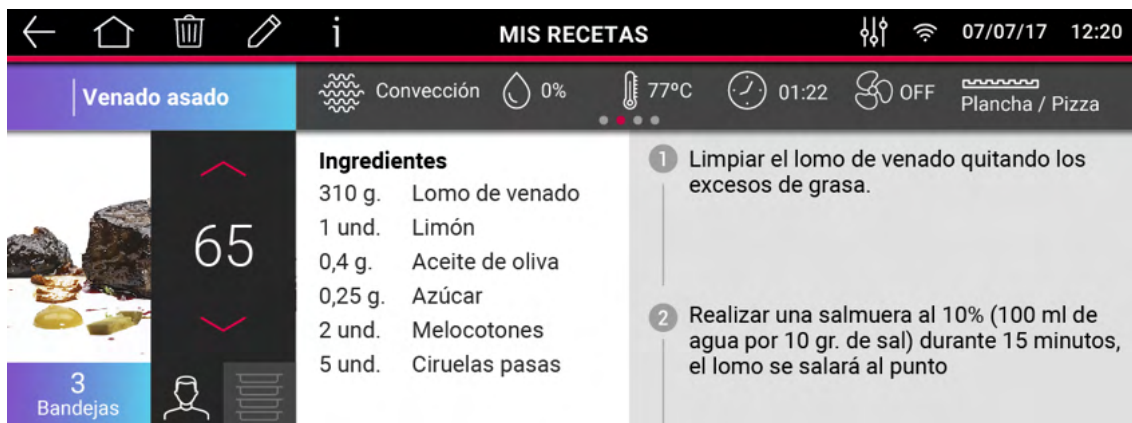 MIS RECETAS
07/07/17 12:20
Venado asado
Convección 0% 77ºC 01:22 OFF Plancha / Pizza
65
3
Bandejas
Ingredientes
310 g. Lomo de venado
1 und. Limón
0,4 g. Aceite de oliva
0,25 g. Azúcar
2 und. Melocotones
5 und. Ciruelas pasas
1 Limpiar el lomo de venado quitando los
excesos de grasa.
2 Realizar una salmuera al 10% (100 ml de
agua por 10 gr. de sal) durante 15 minutos,
el lomo se salará al punto